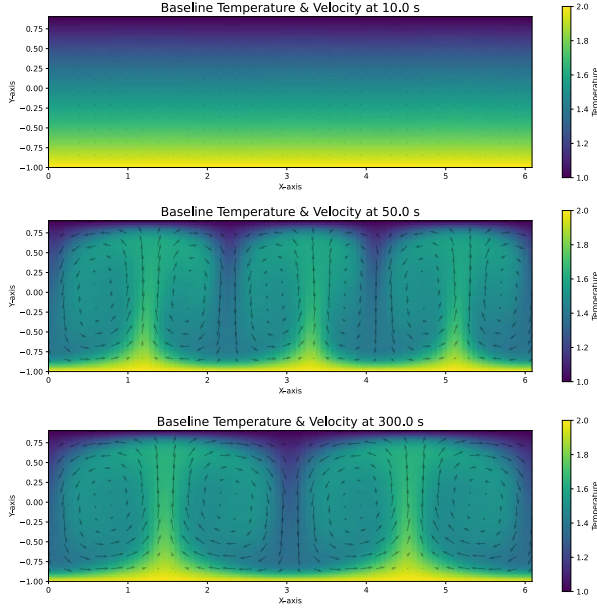 Baseline Temperature & Velocity at 10.0 s
0.75
0.50
0.25
0.00
−0.25
−0.50
−0.75
−1.00
Y-axis
0 1 2 3 4 5 6
X-axis
2.0
1.8
1.6
1.4
1.2
1.0
Temperature
Baseline Temperature & Velocity at 50.0 s
0.75
0.50
0.25
0.00
−0.25
−0.50
−0.75
−1.00
Y-axis
0 1 2 3 4 5 6
X-axis
2.0
1.8
1.6
1.4
1.2
1.0
Temperature
Baseline Temperature & Velocity at 300.0 s
0.75
0.50
0.25
0.00
−0.25
−0.50
−0.75
−1.00
Y-axis
0 1 2 3 4 5 6
X-axis
2.0
1.8
1.6
1.4
1.2
1.0
Temperature